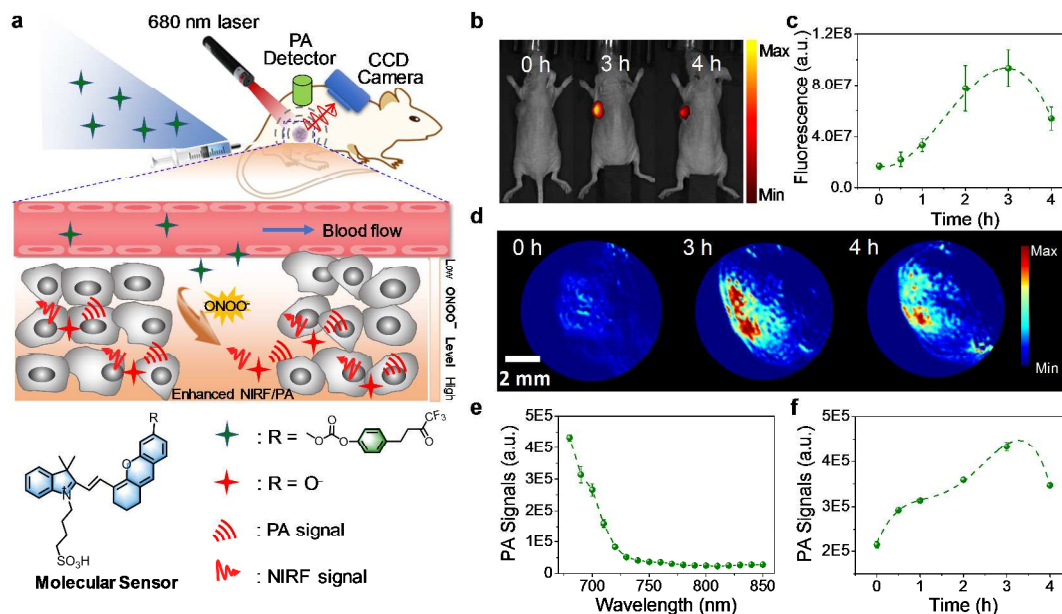 a
680 nm laser
PA
Detector
CCD
Camera
Blood flow
ONOO⁻
Low ONOO⁻ Level High
Enhanced NIRF/PA
R
O
N
SO₃H
Molecular Sensor
: R =
O
O
O
CF₃
O
: R = O⁻
: PA signal
: NIRF signal
b
0 h
3 h
4 h
Max
Min
c
1.2E8
8.0E7
4.0E7
0.0
Fluorescence (a.u.)
0 1 2 3 4
Time (h)
d
0 h
3 h
4 h
2 mm
Max
Min
e
5E5
4E5
3E5
2E5
1E5
0
PA Signals (a.u.)
700 750 800 850
Wavelength (nm)
f
5E5
4E5
3E5
2E5
1E5
PA Signals (a.u.)
0 1 2 3 4
Time (h)